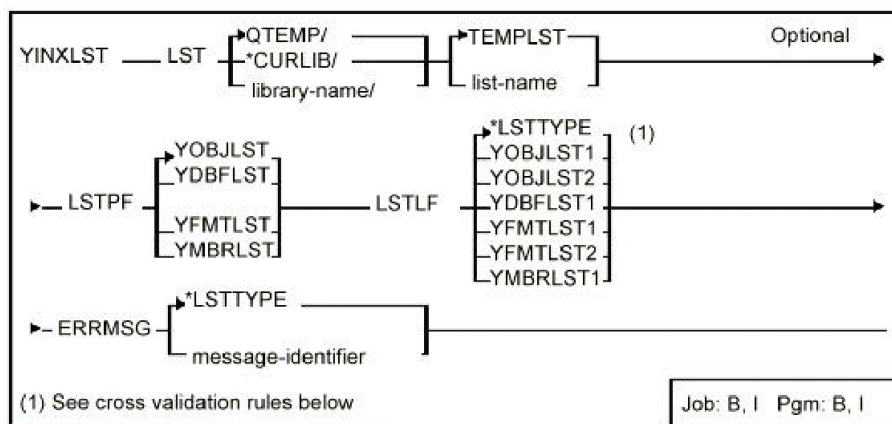 YINXLST LST QTEMP/ TEMPLST Optional
*CURLIB/
library-name/ list-name
LSTPF YOBJLST LSTLF *LSTTYPE (1)
YDBFLST YOBJLST1
YOBJLST2
YDBFLST1
YFMTLST YFMTLST1
YFMTLST2
YMBRLST YMBRLST1
ERRMSG *LSTTYPE
message-identifier
(1) See cross validation rules below
Job: B, I Pgm: B, I